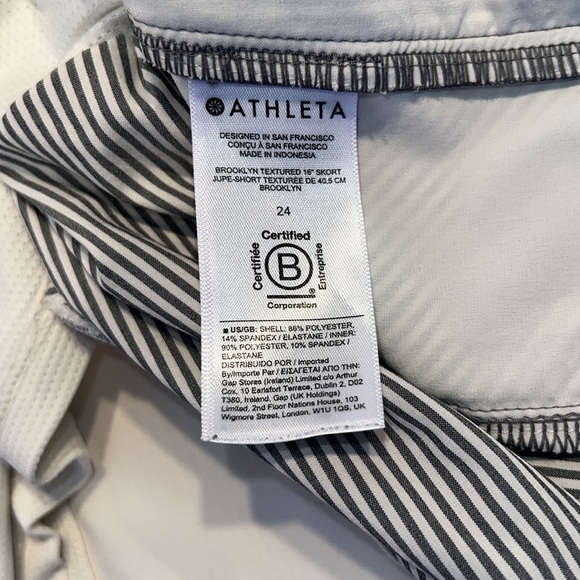 ATHLETA
DESIGNED IN SAN FRANCISCO
CONÇU À SAN FRANCISCO
MADE IN INDONESIA
BROOKLYN TEXTURED 16" SKORT
JUPE-SHORT TEXTURÉE DE 40.5 CM
BROOKLYN
24
Certified
Certifiée
B
®
Entreprise
Corporation
■ US/GB: SHELL: 86% POLYESTER,
14% SPANDEX / ELASTANE / INNER:
90% POLYESTER, 10% SPANDEX /
ELASTANE
DISTRIBUIDO POR / Imported
By/Importe Par / ΕΙΣΑΓΕΤΑΙ ΑΠΟ ΤΗΝ:
Gap Stores (Ireland) Limited c/o Arthur
Cox, 10 Earlsfort Terrace, Dublin 2, D02
T380, Ireland, Gap (UK Holdings)
Limited, 2nd Floor Nations House, 103
Wigmore Street, London, W1U 1QS, UK